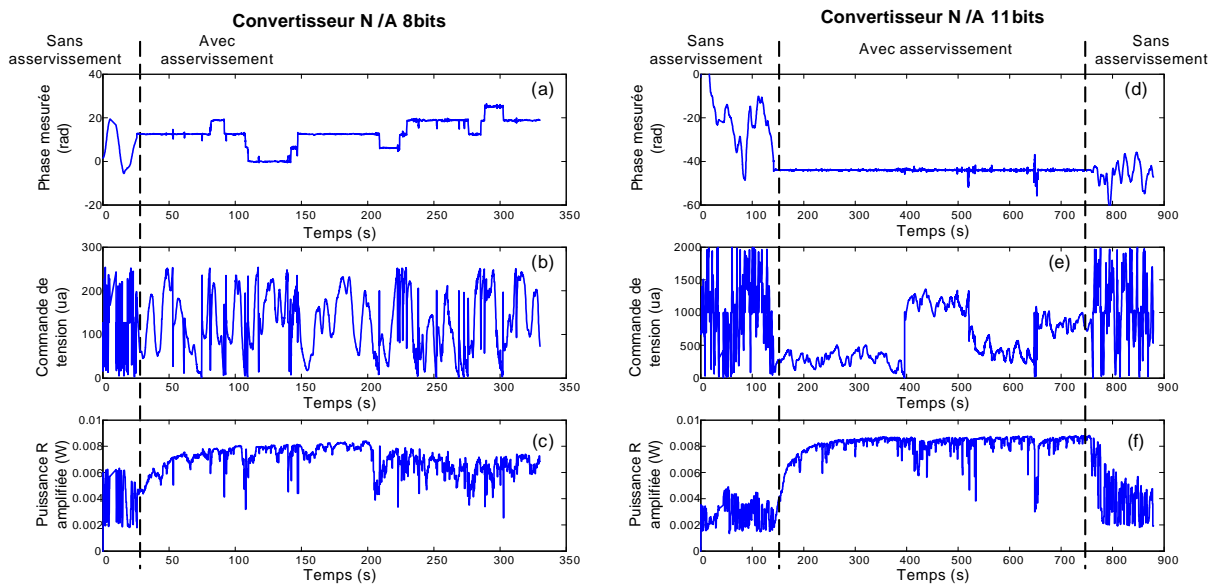 Convertisseur N /A 8bits
Sans
asservissement
Avec
asservissement
40
20
0
-20
Phase mesurée
(rad)
(a)
0
50
100
150
200
250
300
350
Temps (s)
300
200
100
0
Commande de
tension (ua)
(b)
0
50
100
150
200
250
300
350
Temps (s)
0.01
0.008
0.006
0.004
0.002
0
Puissance R
amplifiée (W)
(c)
0
50
100
150
200
250
300
350
Temps (s)
Convertisseur N /A 11bits
Sans
asservissement
Avec asservissement
Sans
asservissement
0
-20
-40
-60
Phase mesurée
(rad)
(d)
0
100
200
300
400
500
600
700
800
900
Temps (s)
2000
1500
1000
500
0
Commande de
tension (ua)
(e)
0
100
200
300
400
500
600
700
800
900
Temps (s)
0.01
0.008
0.006
0.004
0.002
0
Puissance R
amplifiée (W)
(f)
0
100
200
300
400
500
600
700
800
900
Temps (s)